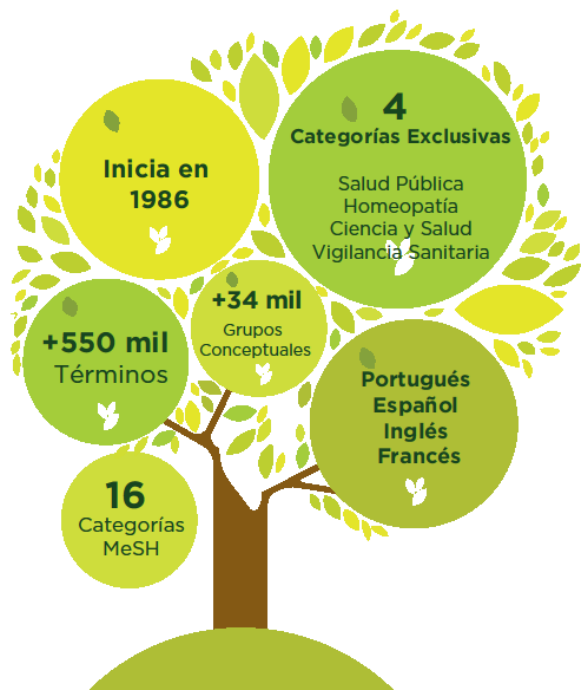 Inicia en
1986
4
Categorías Exclusivas
Salud Pública
Homeopatía
Ciencia y Salud
Vigilancia Sanitaria
+34 mil
Grupos
Conceptuales
+550 mil
Términos
Portugués
Español
Inglés
Francés
16
Categorías
MeSH